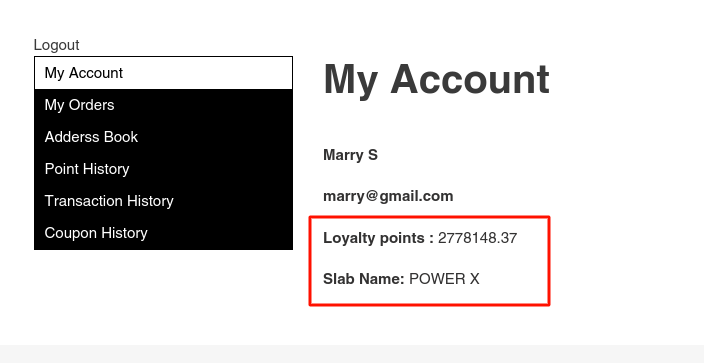 Logout
My Account
My Orders
Adderss Book
Point History
Transaction History
Coupon History
My Account
Marry S
marry@gmail.com
Loyalty points : 2778148.37
Slab Name: POWER X